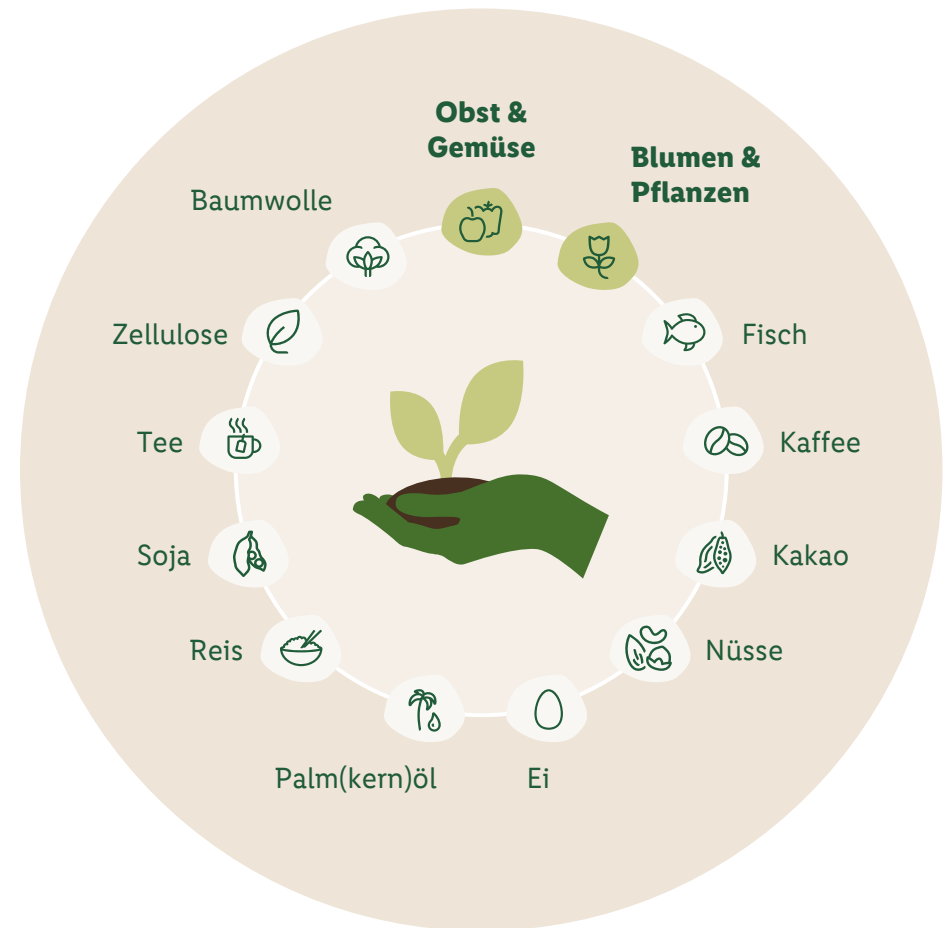 Obst &
Gemüse
Blumen &
Pflanzen
Baumwolle
Zellulose
Fisch
Tee
Kaffee
Soja
Kakao
Reis
Nüsse
Palm(kern)öl
Ei